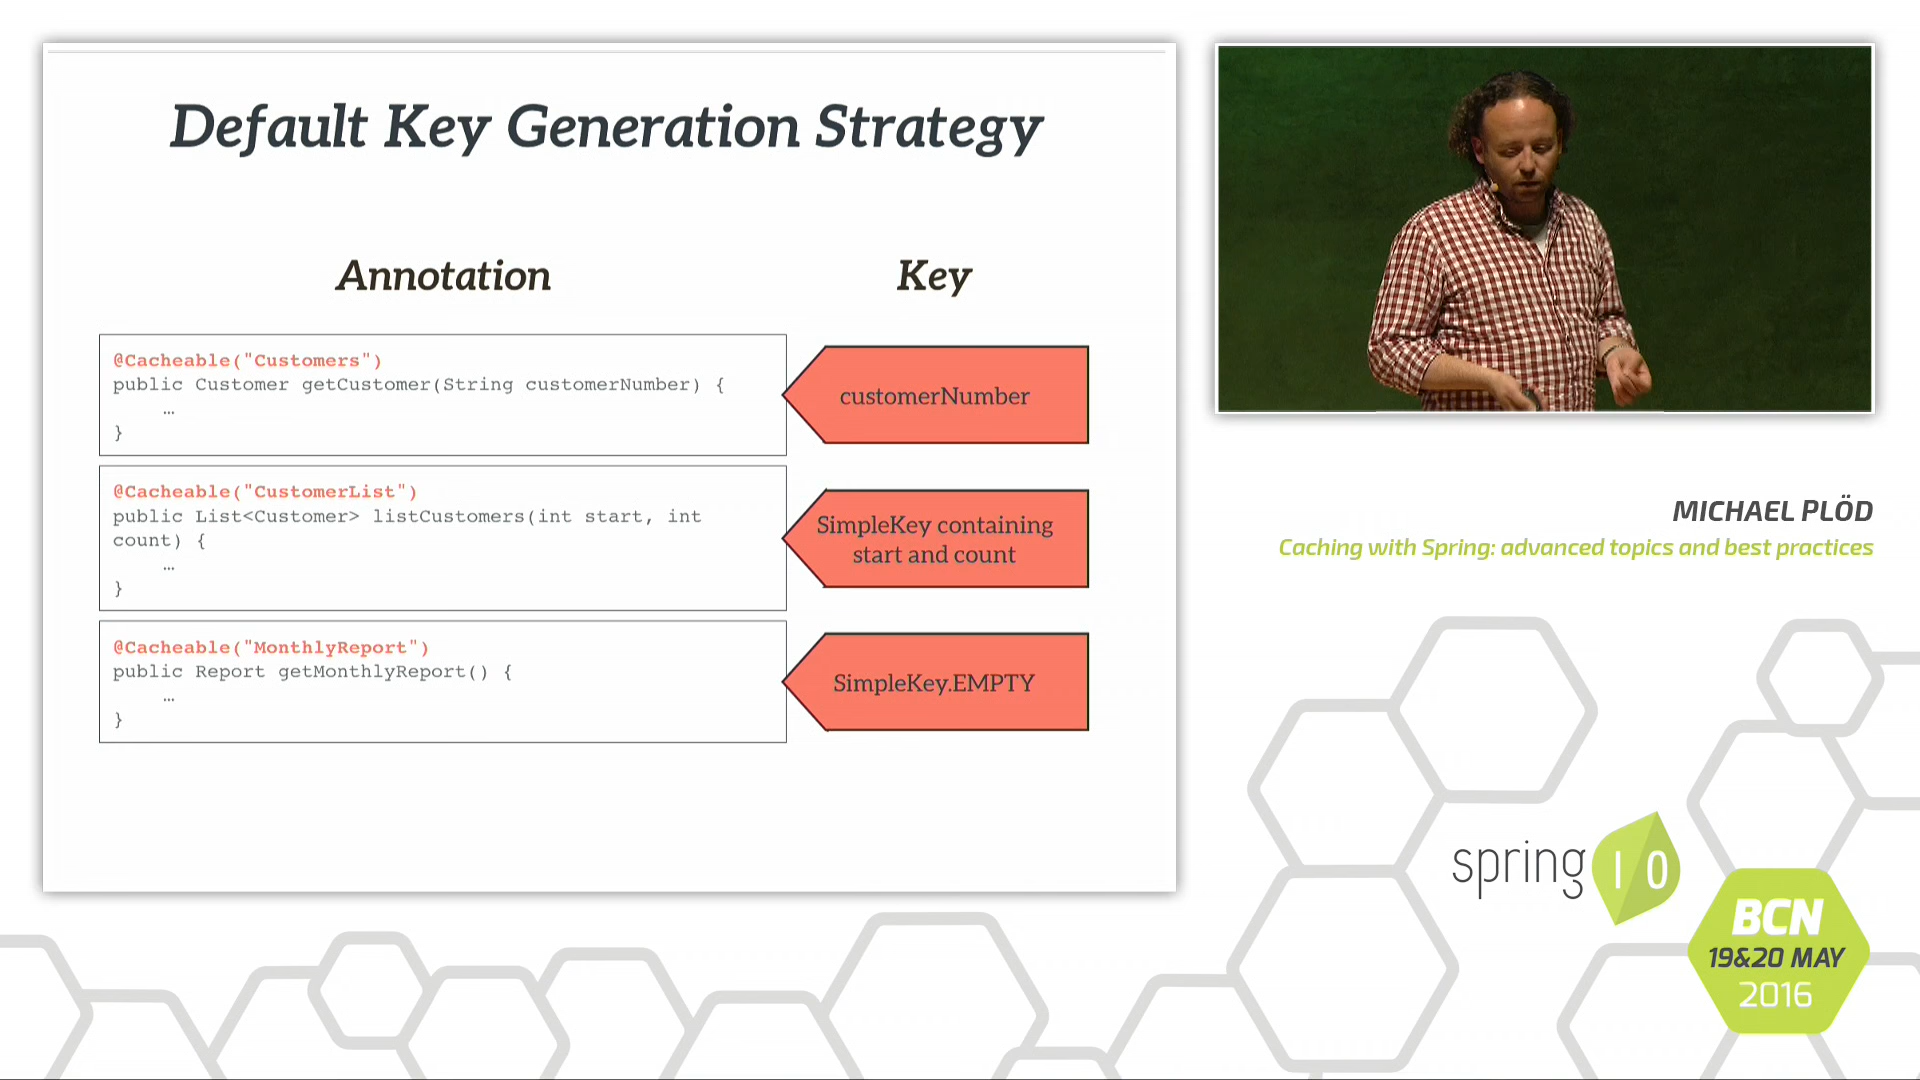 Default Key Generation Strategy
Annotation
Key
@Cacheable("Customers")
public Customer getCustomer(String customerNumber) {
…
}
customerNumber
@Cacheable("CustomerList")
public List<Customer> listCustomers(int start, int
count) {
…
}
SimpleKey containing
start and count
@Cacheable("MonthlyReport")
public Report getMonthlyReport() {
…
}
SimpleKey.EMPTY
MICHAEL PLÖD
Caching with Spring: advanced topics and best practices
spring I O
BCN
19&20 MAY
2016